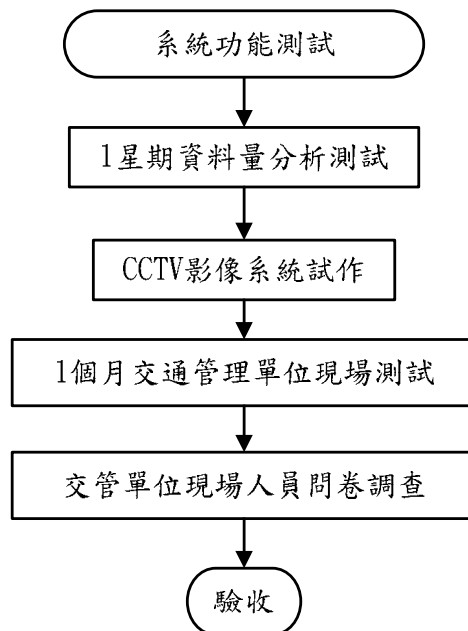 系統功能測試
1星期資料量分析測試
CCTV影像系統試作
1個月交通管理單位現場測試
交管單位現場人員問卷調查
驗收